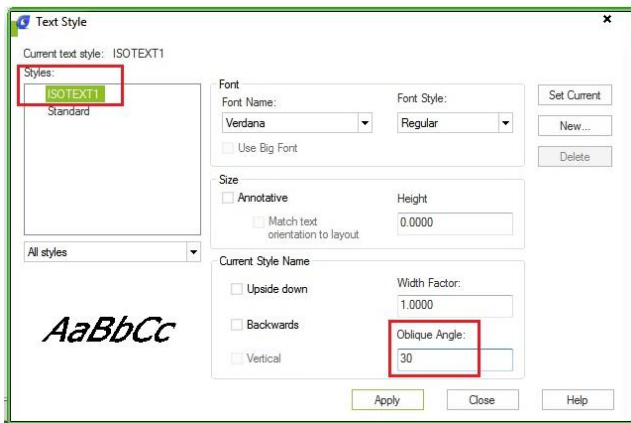 Text Style
Current text style: ISOTEXT1
Styles:
ISOTEXT1
Standard
All styles
AaBbCc
Font
Font Name:
Font Style:
Verdana
Regular
Use Big Font
Size
Annotative
Height
Match text
orientation to layout
0.0000
Current Style Name
Upside down
Width Factor:
1.0000
Backwards
Oblique Angle:
Vertical
30
Set Current
New...
Delete
Apply
Close
Help